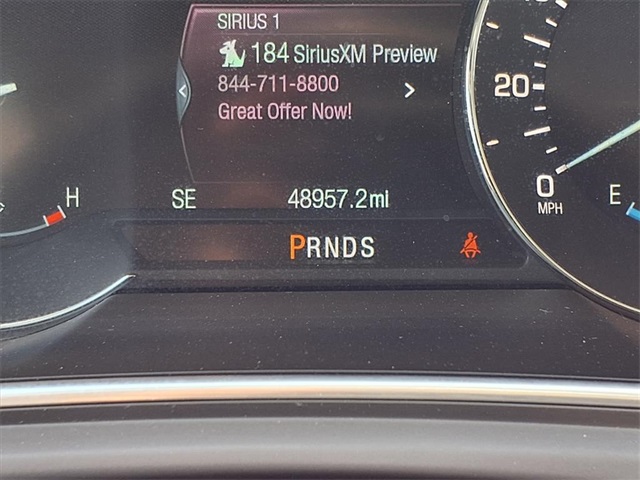 SIRIUS 1
184 SiriusXM Preview
844-711-8800
Great Offer Now!
20
0
MPH
H
E
SE
48957.2mi
PRNDS